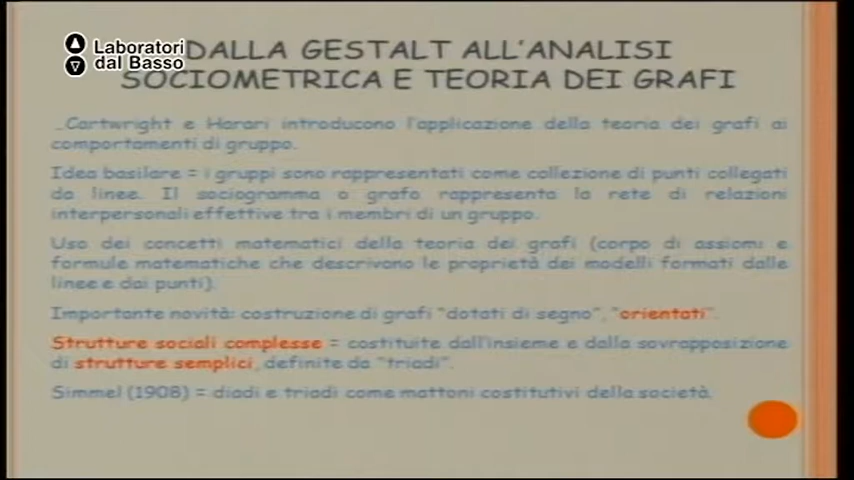 Laboratori
dal Basso
DALLA GESTALT ALL'ANALISI
SOCIOMETRICA E TEORIA DEI GRAFI
Cartwright e Harari introducono l'applicazione della teoria dei grafi ai
comportamenti di gruppo.
Idea basilare = i gruppi sono rappresentati come collezione di punti collegati
da linee. Il sociogramma o grafo rappresenta la rete di relazioni
interpersonali effettive tra i membri di un gruppo.
Uso dei concetti matematici della teoria dei grafi (corpo di assiomi e
formule matematiche che descrivono le proprietà dei modelli formati dalle
linee e dai punti).
Importante novità: costruzione di grafi "dotati di segno", "orientati".
Strutture sociali complesse = costituite dall'insieme e dalla sovrapposizione
di strutture semplici, definite da "triadi".
Simmel (1908) = diadi e triadi come mattoni costitutivi della società.